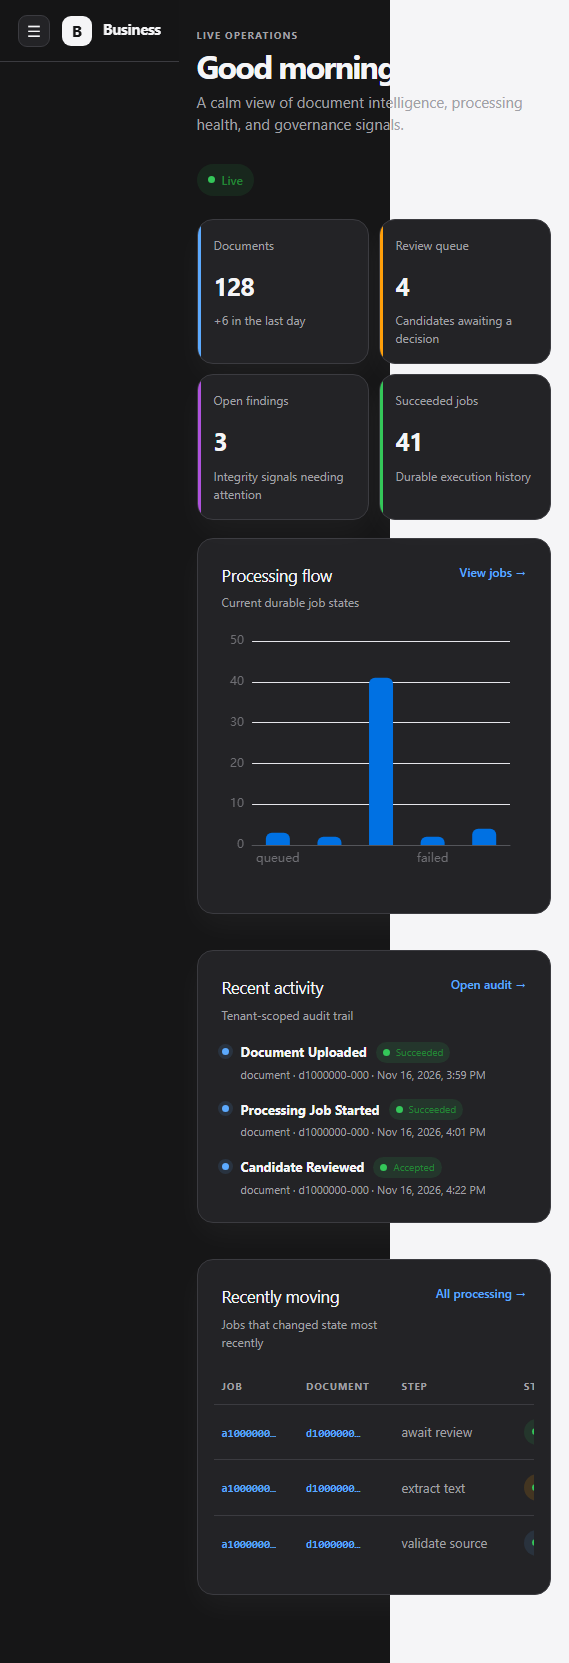 B Business
LIVE OPERATIONS
Good morning
A calm view of document intelligence, processing
health, and governance signals.
Live
Documents
128
+6 in the last day
Review queue
4
Candidates awaiting a
decision
Open findings
3
Integrity signals needing
attention
Succeeded jobs
41
Durable execution history
Processing flow
View jobs →
Current durable job states
50
40
30
20
10
0
queued failed
Recent activity
Open audit →
Tenant-scoped audit trail
Document Uploaded Succeeded
document · d1000000-000 · Nov 16, 2026, 3:59 PM
Processing Job Started Succeeded
document · d1000000-000 · Nov 16, 2026, 4:01 PM
Candidate Reviewed Accepted
document · d1000000-000 · Nov 16, 2026, 4:22 PM
Recently moving
All processing →
Jobs that changed state most
recently
JOB DOCUMENT STEP
a1000000… d1000000… await review
a1000000… d1000000… extract text
a1000000… d1000000… validate source